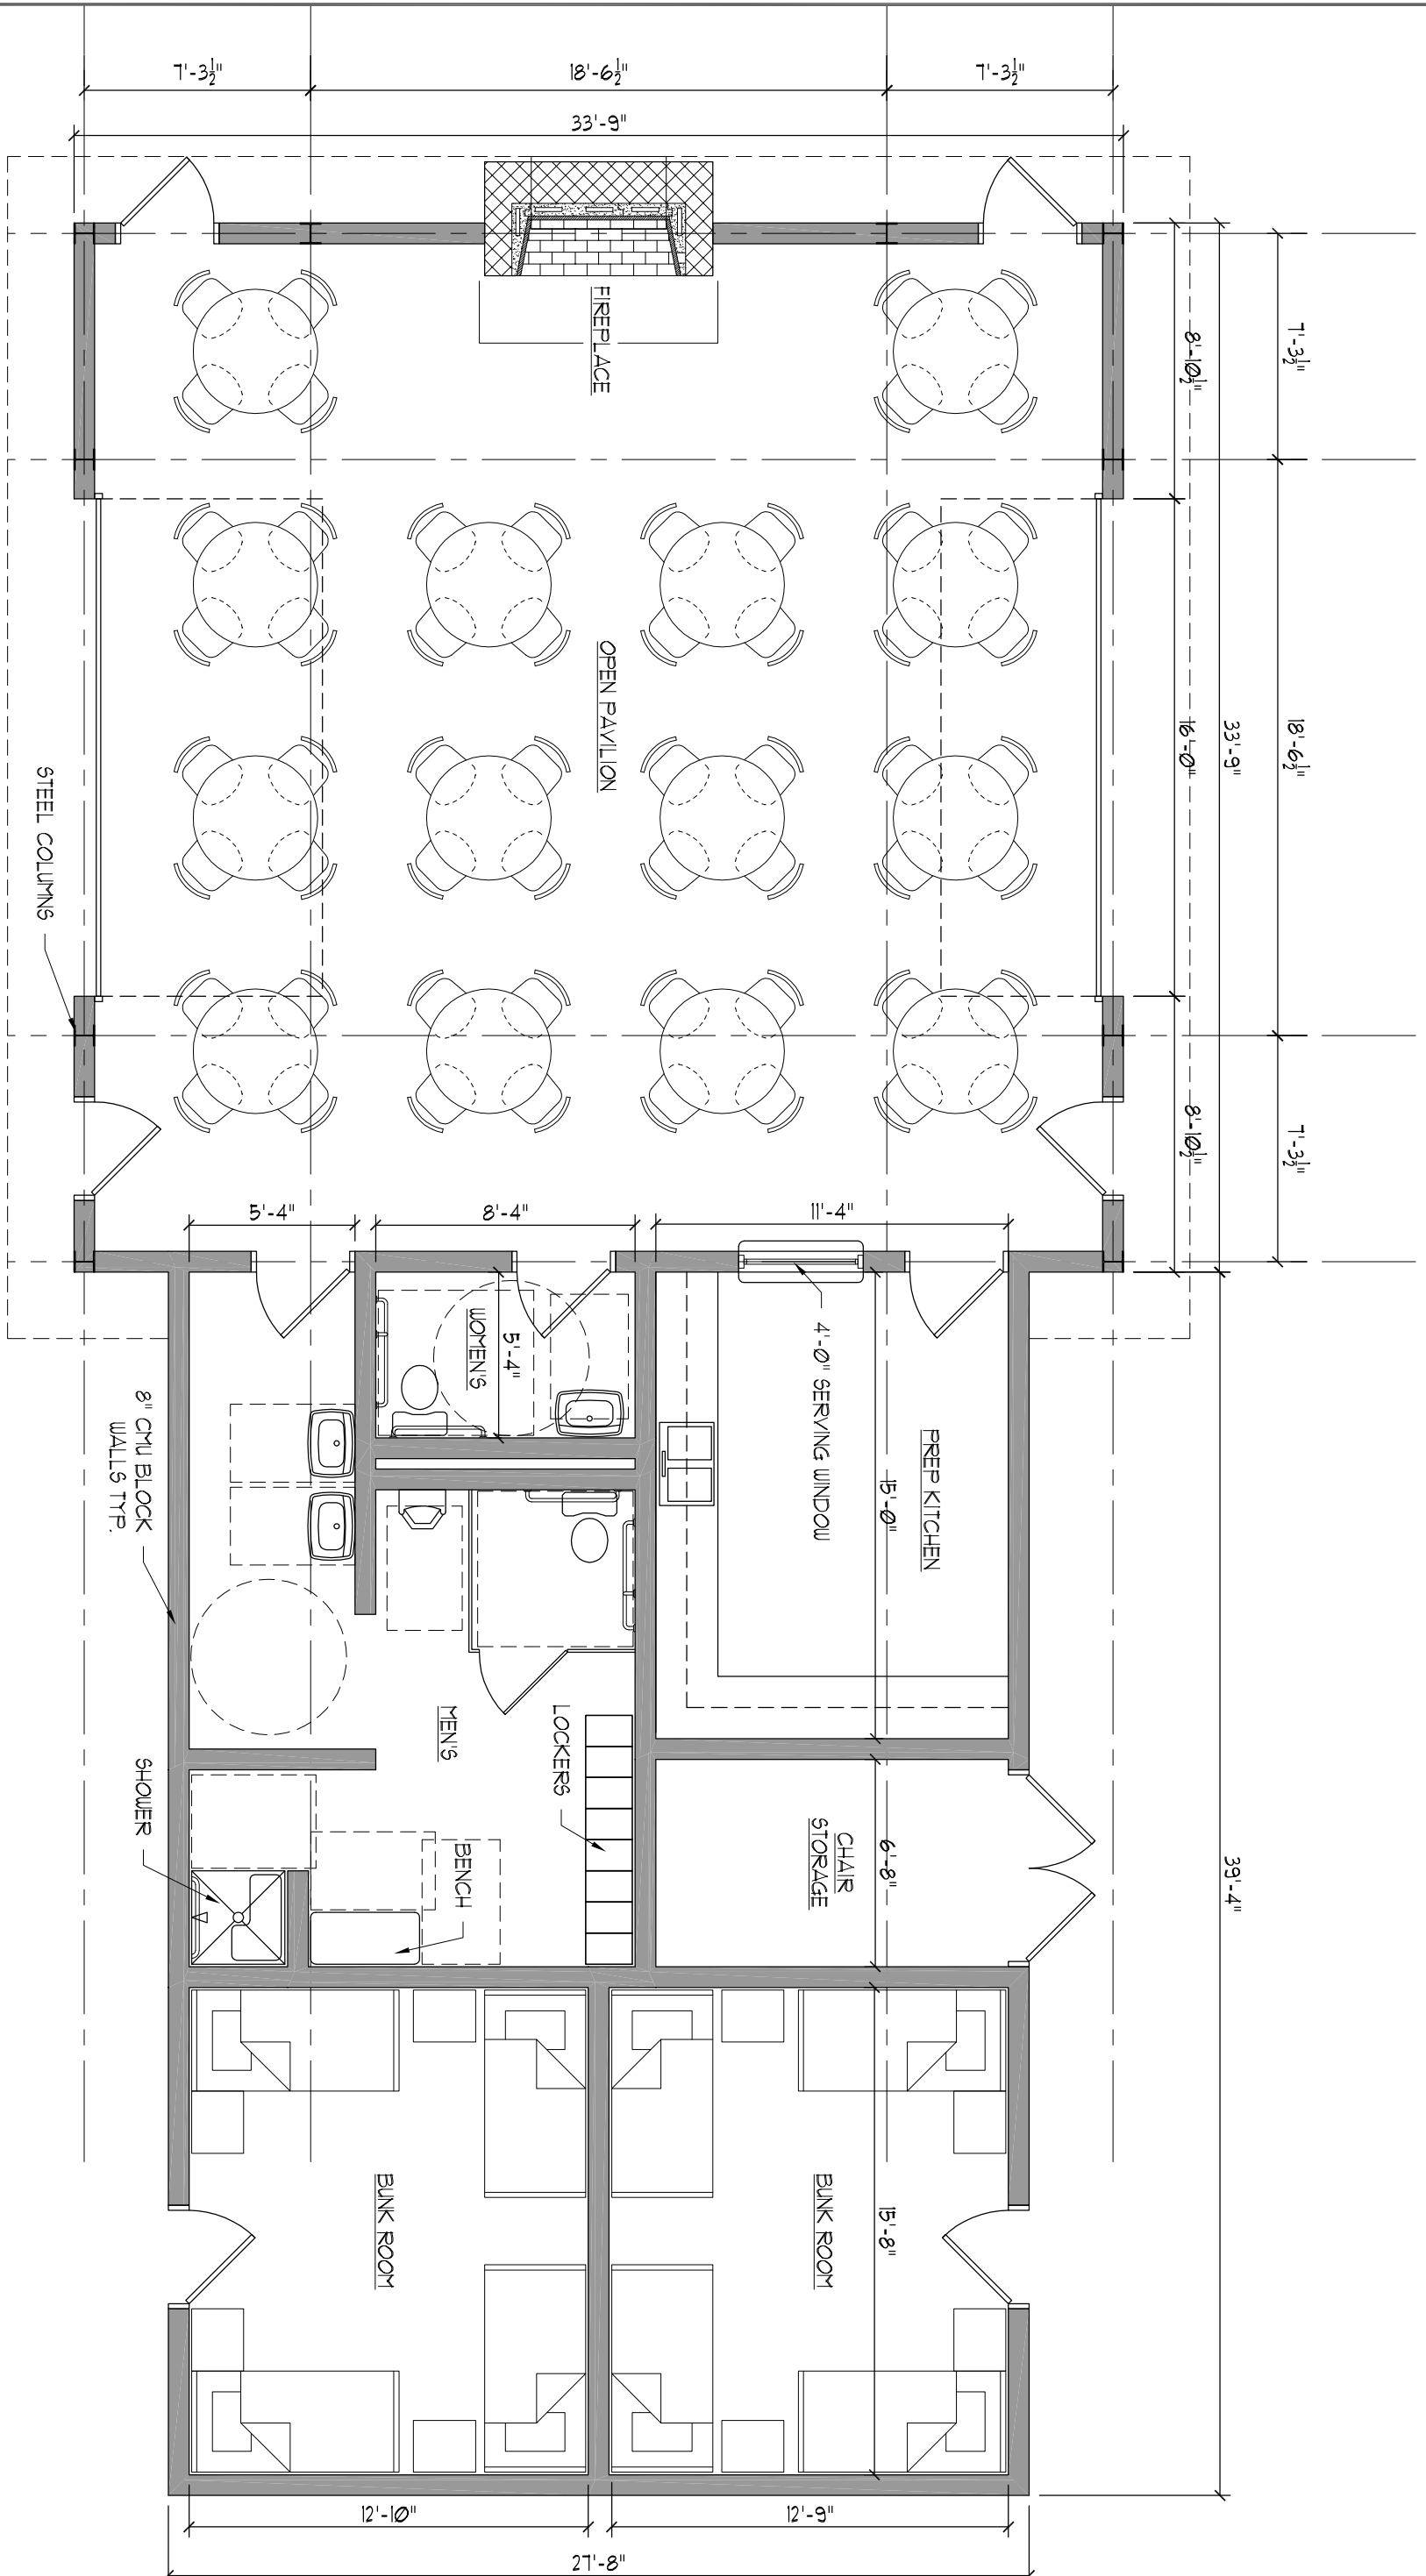 7'-3½"
18'-6½"
7'-3½"
33'-9"
FIREPLACE
7'-3½"
8'-10½"
OPEN PAVILION
18'-6½"
33'-9"
16'-0"
STEEL COLUMNS
8'-10½"
7'-3½"
5'-4"
8'-4"
11'-4"
WOMEN'S
5'-4"
4'-0" SERVING WINDOW
PREP KITCHEN
15'-0"
8" CMU BLOCK
WALLS TYP.
MEN'S
LOCKERS
SHOWER
BENCH
CHAIR
STORAGE
6'-8"
39'-4"
BUNK ROOM
BUNK ROOM
15'-8"
12'-10"
12'-9"
27'-8"